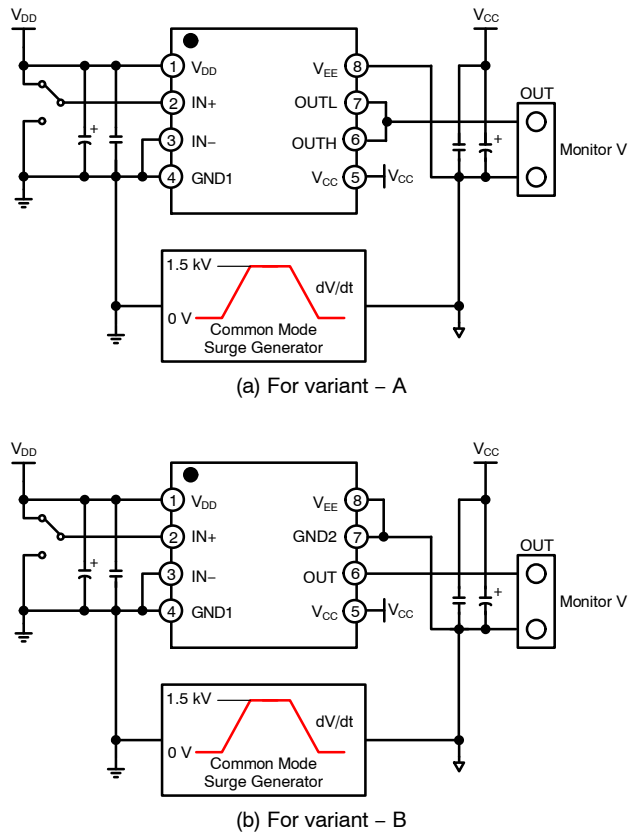 VDD
VCC
1 VDD
VEE 8
OUT
2 IN+
OUTL 7
3 IN−
OUTH 6
Monitor V
4 GND1
VCC 5 VCC
+
+
1.5 kV
dV/dt
0 V
Common Mode
Surge Generator
(a) For variant − A
VDD
VCC
1 VDD
VEE 8
2 IN+
GND2 7
OUT
3 IN−
OUT 6
Monitor V
4 GND1
VCC 5 VCC
+
+
1.5 kV
dV/dt
0 V
Common Mode
Surge Generator
(b) For variant − B